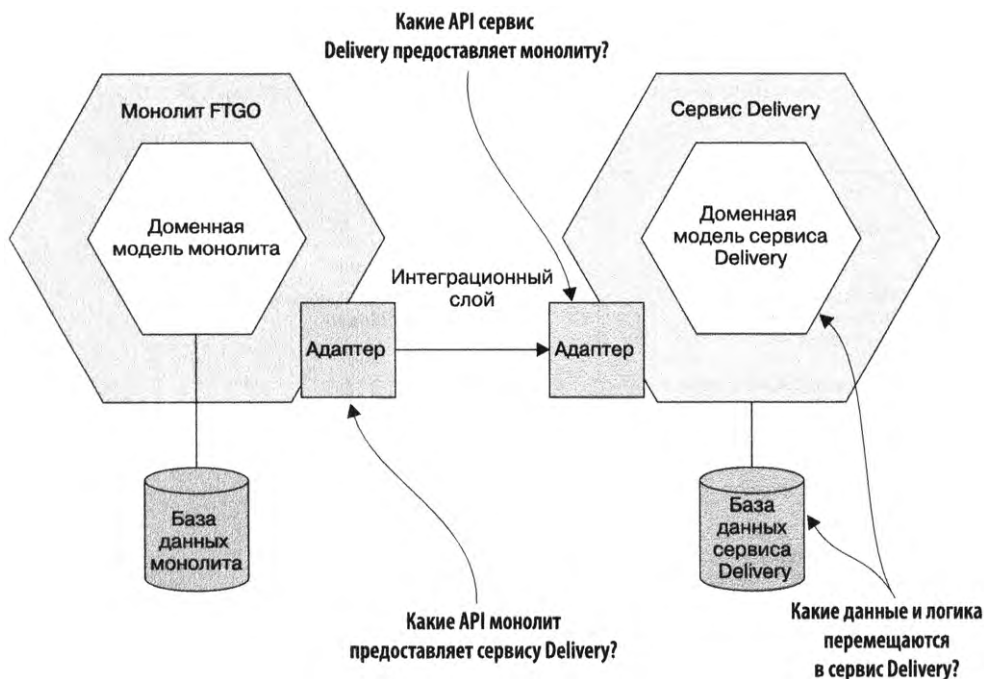 Какие API сервис
Delivery предоставляет монолиту?
Монолит FTGO
Сервис Delivery
Доменная
модель монолита
Доменная
модель сервиса
Delivery
Интеграционный
слой
Адаптер
Адаптер
База
данных
монолита
База
данных
сервиса
Delivery
Какие API монолит
предоставляет сервису Delivery?
Какие данные и логика
перемещаются
в сервис Delivery?